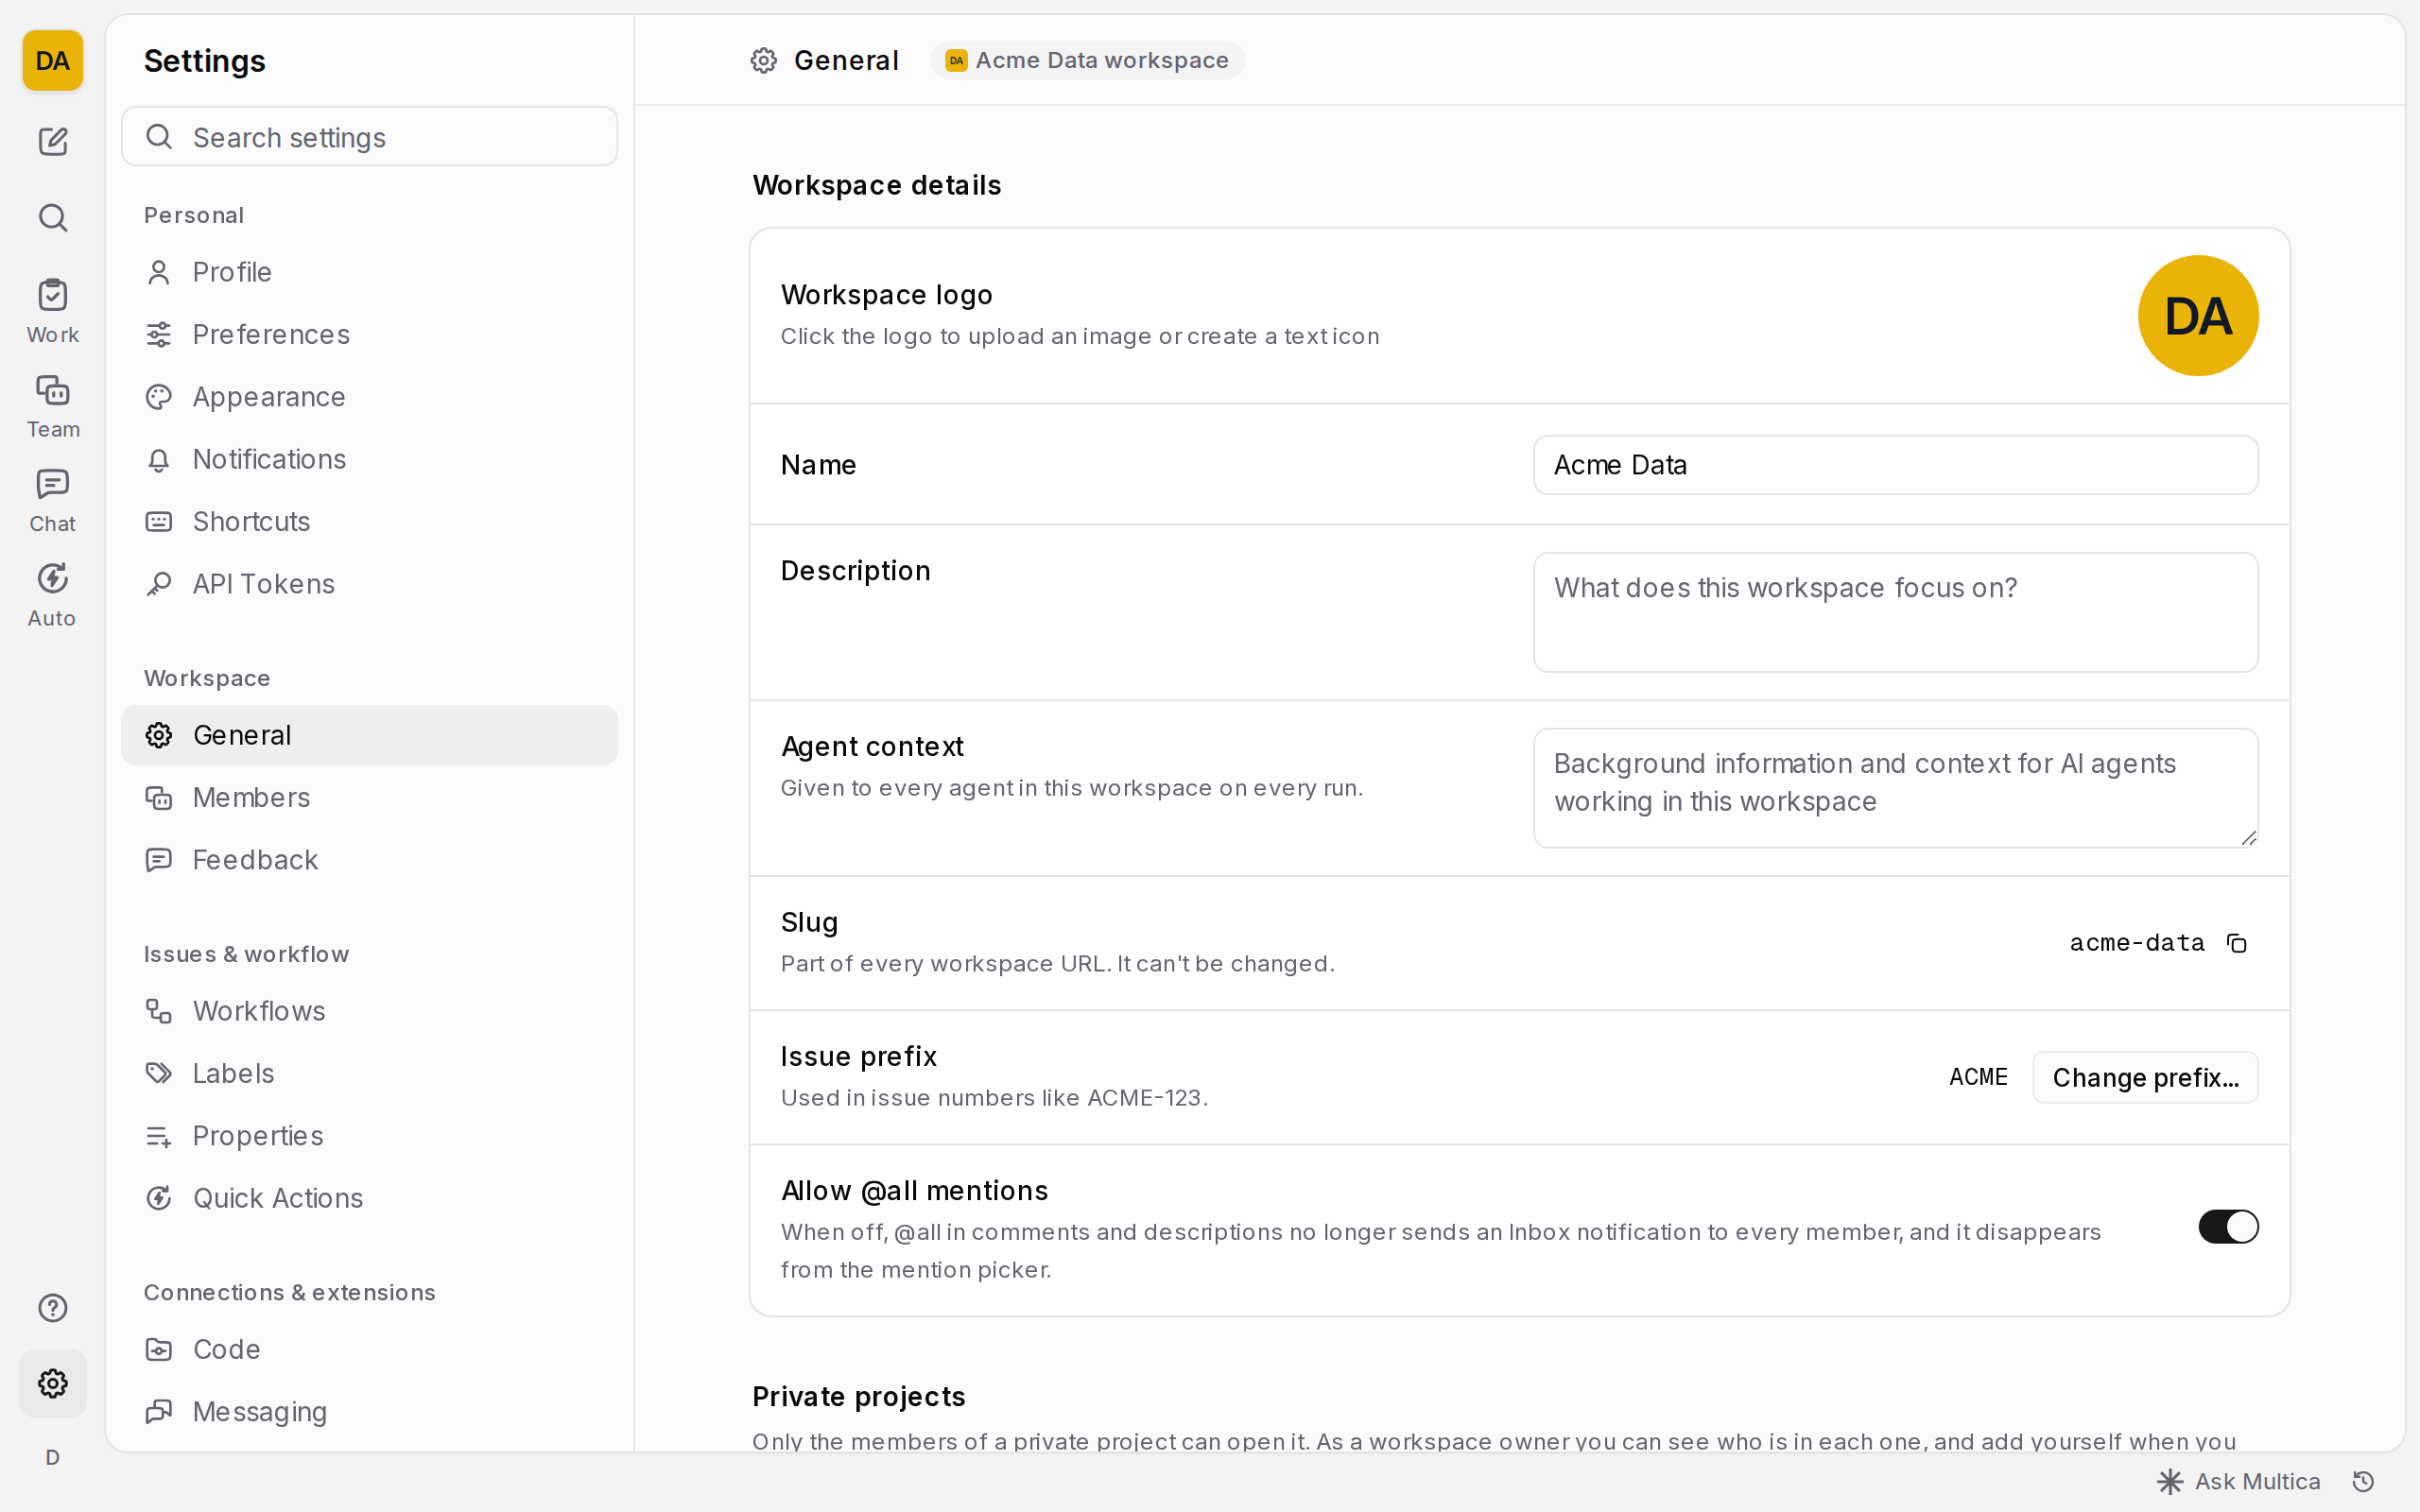 DA
Work
Team
Chat
Auto
D
Settings
Search settings
Personal
Profile
Preferences
Appearance
Notifications
Shortcuts
API Tokens
Workspace
General
Members
Feedback
Issues & workflow
Workflows
Labels
Properties
Quick Actions
Connections & extensions
Code
Messaging
General
DA Acme Data workspace
Workspace details
Workspace logo
Click the logo to upload an image or create a text icon
DA
Name
Acme Data
Description
What does this workspace focus on?
Agent context
Given to every agent in this workspace on every run.
Background information and context for AI agents
working in this workspace
Slug
Part of every workspace URL. It can't be changed.
acme-data
Issue prefix
Used in issue numbers like ACME-123.
ACME
Change prefix...
Allow @all mentions
When off, @all in comments and descriptions no longer sends an Inbox notification to every member, and it disappears
from the mention picker.
Private projects
Only the members of a private project can open it. As a workspace owner you can see who is in each one, and add yourself when you
Ask Multica